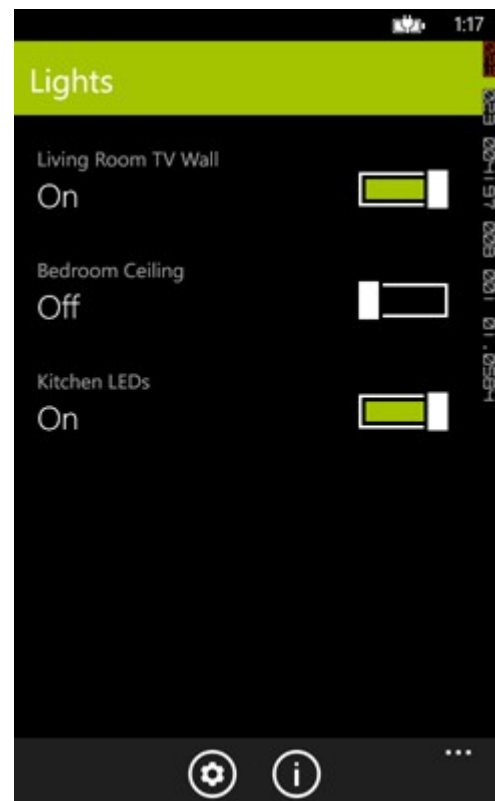 1:17
Lights
Living Room TV Wall
On
Bedroom Ceiling
Off
Kitchen LEDs
On